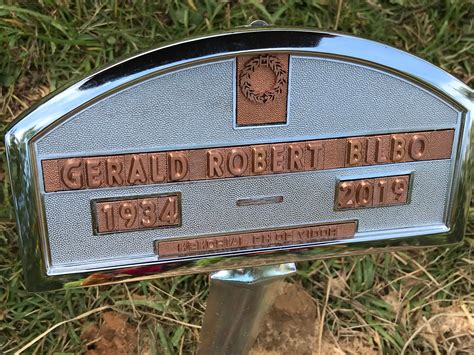 GERALD ROBERT BILBO
1934 - 2019